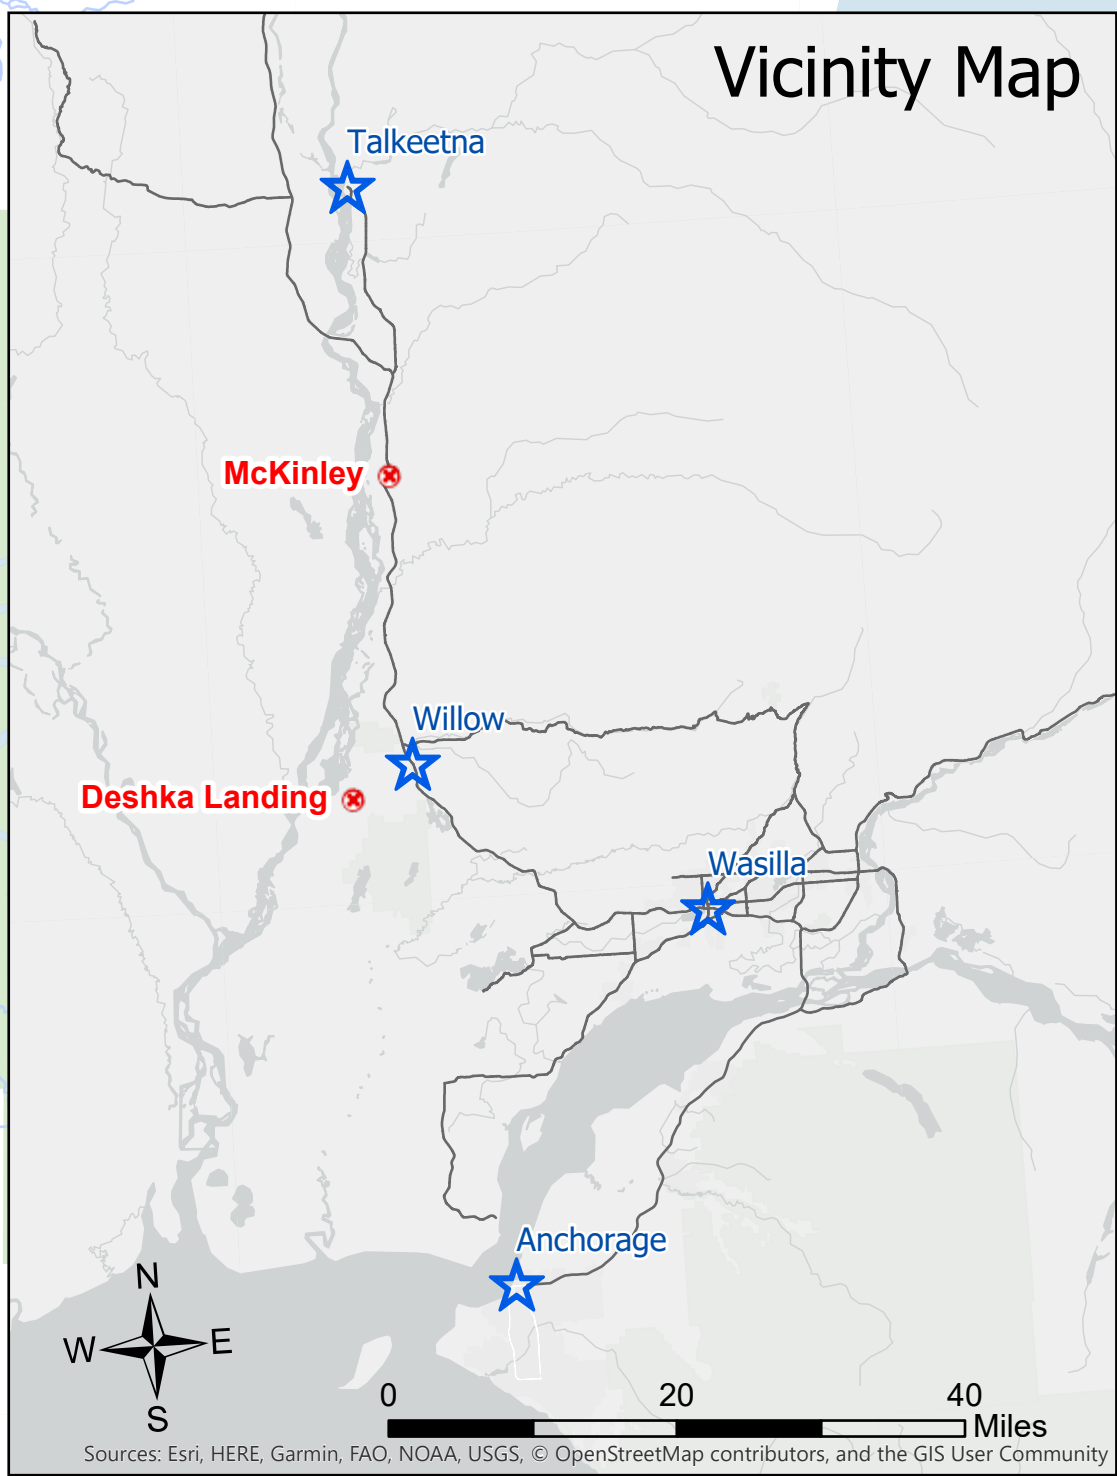 Vicinity Map
Talkeetna
McKinley
Willow
Deshka Landing
Wasilla
Anchorage
N
W
E
S
0 20 40
Miles
Sources: Esri, HERE, Garmin, FAO, NOAA, USGS, © OpenStreetMap contributors, and the GIS User Community